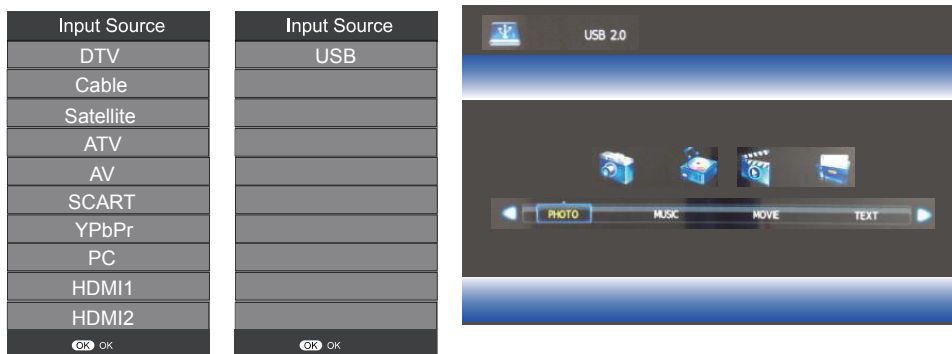 Input Source
DTV
Cable
Satellite
ATV
AV
SCART
YPbPr
PC
HDMI1
HDMI2
OK OK
Input Source
USB
OK OK
USB 2.0
PHOTO MUSIC MOVIE TEXT